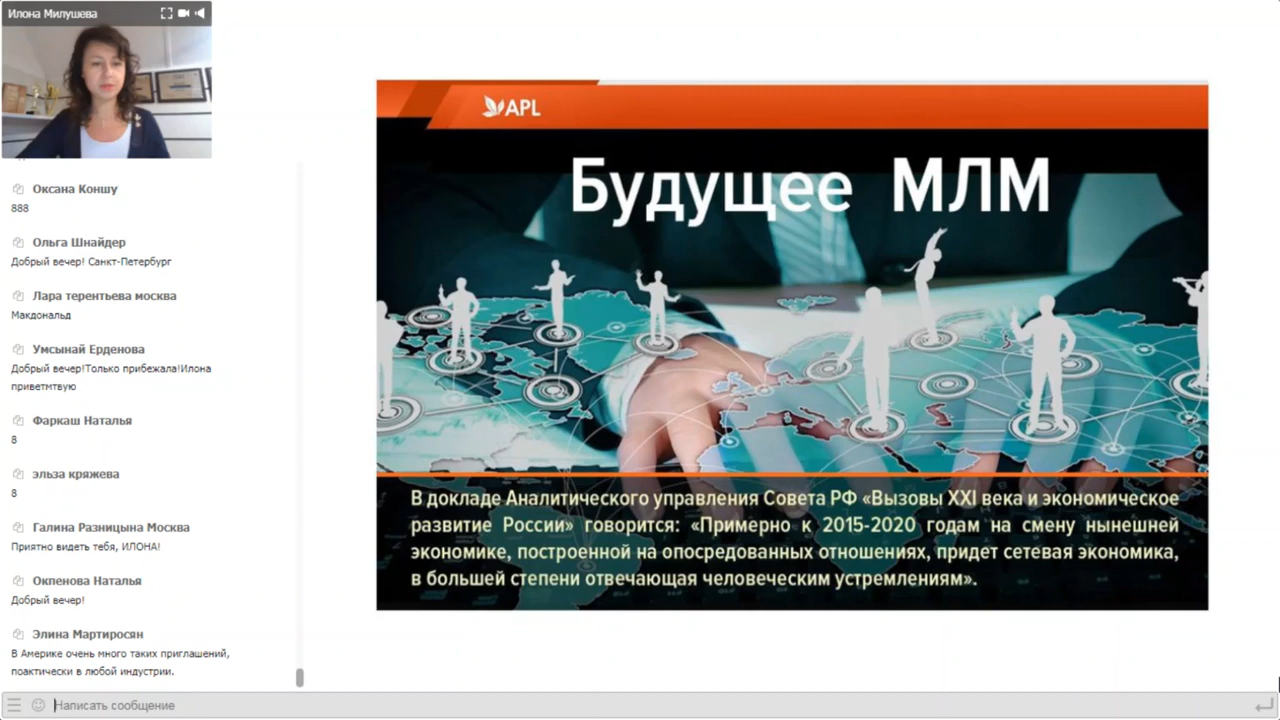 Илона Милушева
Оксана Коншу
888
Ольга Шнайдер
Добрый вечер! Санкт-Петербург
Лара терентьева москва
Макдональд
Умсынай Ерденова
Добрый вечер!Только прибежала!Илона
приветмтвую
Фаркаш Наталья
8
эльза кряжева
8
Галина Разницына Москва
Приятно видеть тебя, ИЛОНА!
Окпенова Наталья
Добрый вечер!
Элина Мартиросян
В Америке очень много таких приглашений,
поактически в любой индустрии.
Написать сообщение
APL
Будущее МЛМ
В докладе Аналитического управления Совета РФ «Вызовы XXI века и экономическое
развитие России» говорится: «Примерно к 2015-2020 годам на смену нынешней
экономике, построенной на опосредованных отношениях, придет сетевая экономика,
в большей степени отвечающая человеческим устремлениям».